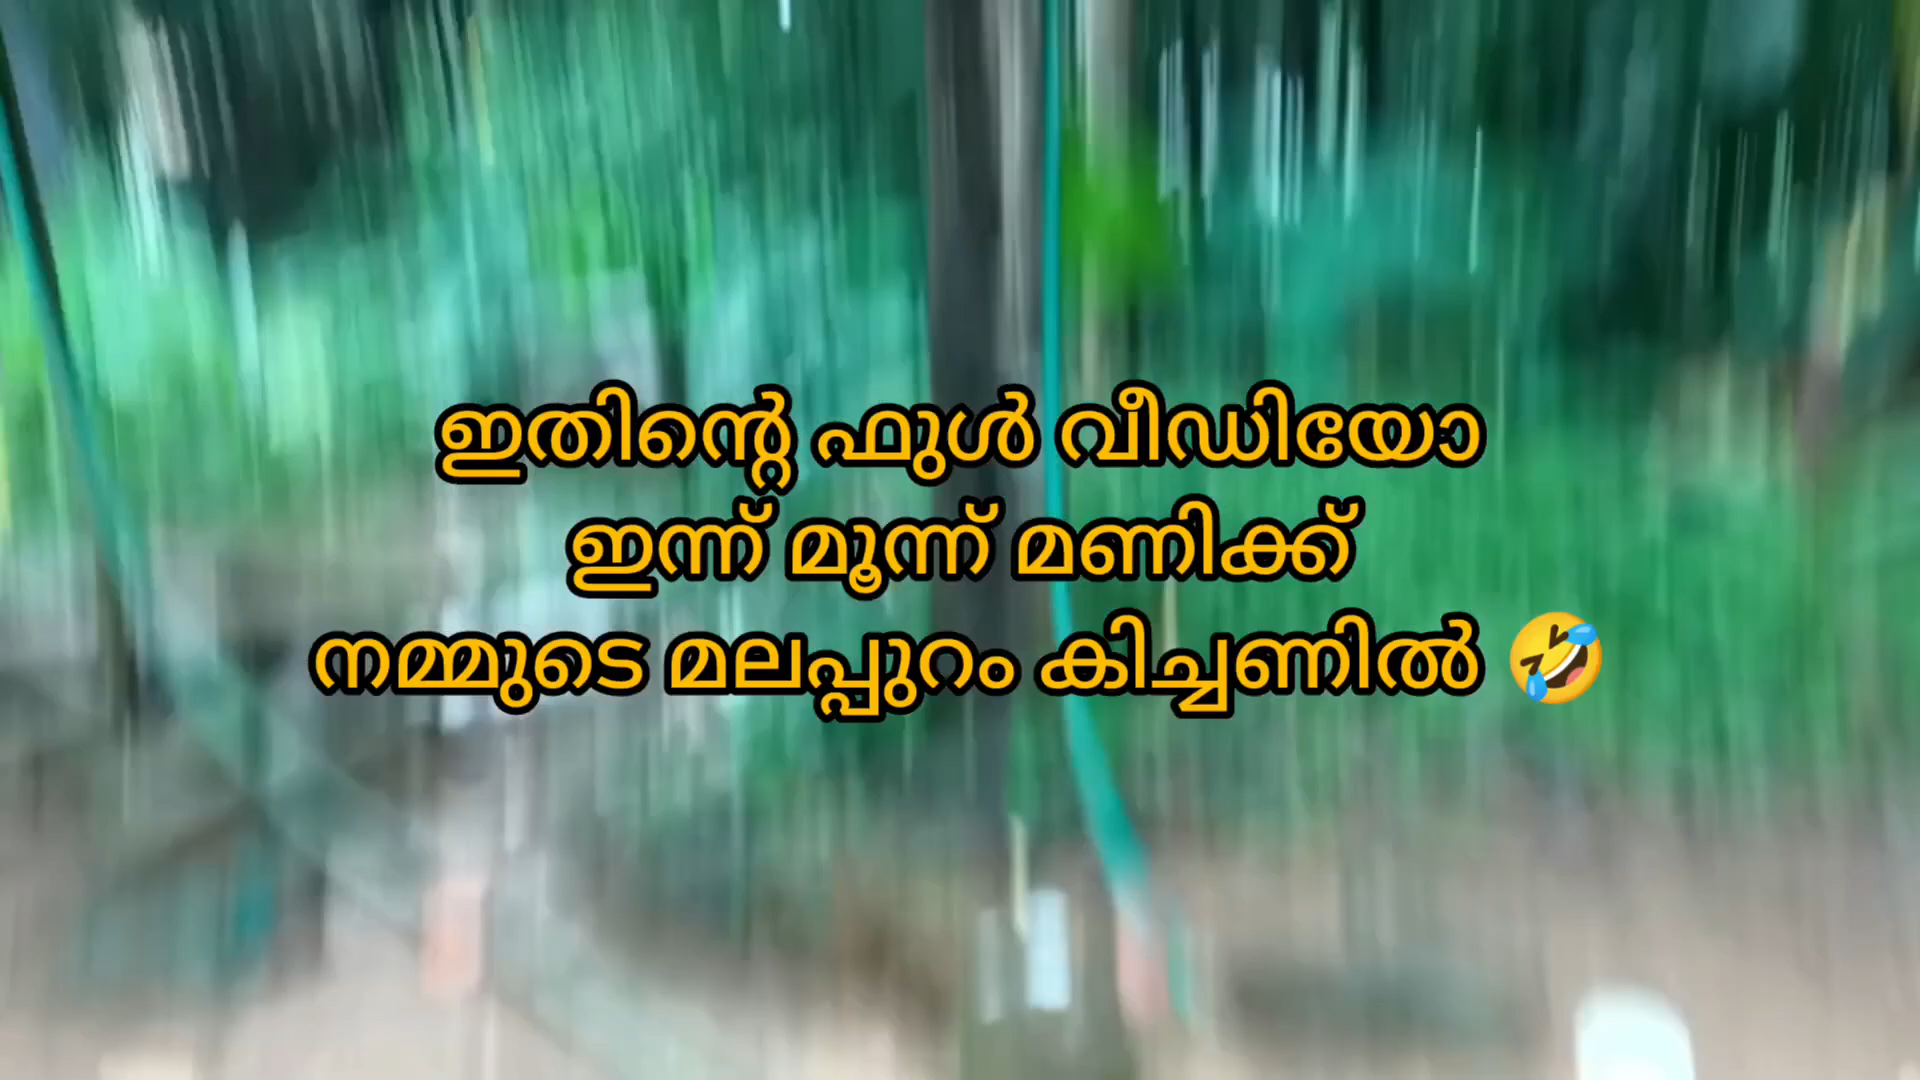 ഇതിന്റെ ഫുൾ വീഡിയോ
ഇന്ന് മൂന്ന് മണിക്ക്
നമ്മുടെ മലപ്പുറം കിച്ചണിൽ 🤣